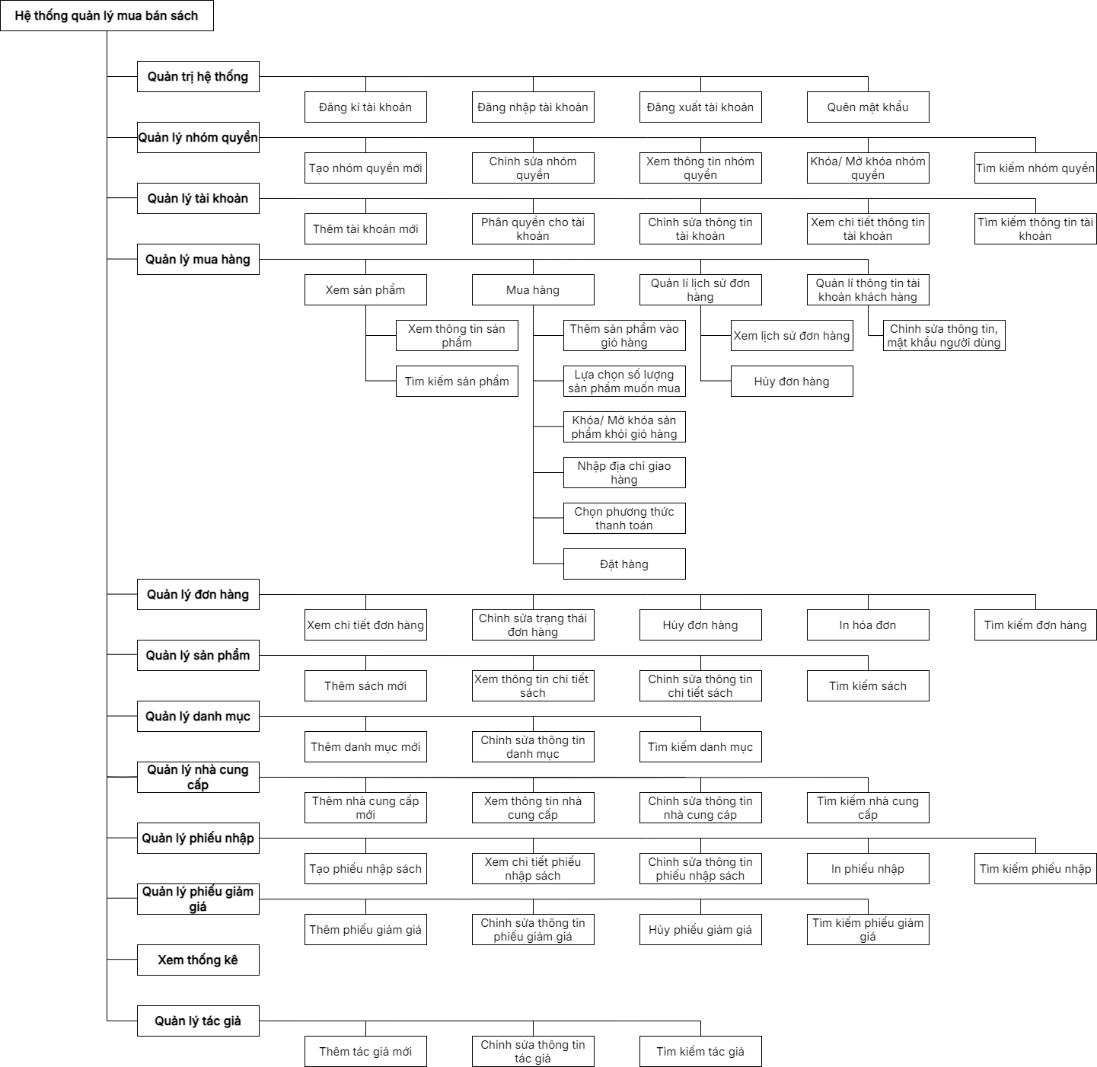 Hệ thống quản lý mua bán sách
Quản trị hệ thống
Đăng kí tài khoản
Đăng nhập tài khoản
Đăng xuất tài khoản
Quên mật khẩu
Quản lý nhóm quyền
Tạo nhóm quyền mới
Chỉnh sửa nhóm
quyền
Xem thông tin nhóm
quyền
Khóa/ Mở khóa nhóm
quyền
Tìm kiếm nhóm quyền
Quản lý tài khoản
Thêm tài khoản mới
Phân quyền cho tài
khoản
Chỉnh sửa thông tin
tài khoản
Xem chi tiết thông tin
tài khoản
Tìm kiếm thông tin tài
khoản
Quản lý mua hàng
Xem sản phẩm
Mua hàng
Quản lí lịch sử đơn
hàng
Quản lí thông tin tài
khoản khách hàng
Xem thông tin sản
phẩm
Thêm sản phẩm vào
giỏ hàng
Xem lịch sử đơn hàng
Chỉnh sửa thông tin,
mật khẩu người dùng
Tìm kiếm sản phẩm
Lựa chọn số lượng
sản phẩm muốn mua
Hủy đơn hàng
Khóa/ Mở khóa sản
phẩm khỏi giỏ hàng
Nhập địa chỉ giao
hàng
Chọn phương thức
thanh toán
Đặt hàng
Quản lý đơn hàng
Xem chi tiết đơn hàng
Chỉnh sửa trạng thái
đơn hàng
Hủy đơn hàng
In hóa đơn
Tìm kiếm đơn hàng
Quản lý sản phẩm
Thêm sách mới
Xem thông tin chi tiết
sách
Chỉnh sửa thông tin
chi tiết sách
Tìm kiếm sách
Quản lý danh mục
Thêm danh mục mới
Chỉnh sửa thông tin
danh mục
Tìm kiếm danh mục
Quản lý nhà cung
cấp
Thêm nhà cung cấp
mới
Xem thông tin nhà
cung cấp
Chỉnh sửa thông tin
nhà cung cáp
Tìm kiếm nhà cung
cấp
Quản lý phiếu nhập
Tạo phiếu nhập sách
Xem chi tiết phiếu
nhập sách
Chỉnh sửa thông tin
phiếu nhập sách
In phiếu nhập
Tìm kiếm phiếu nhập
Quản lý phiếu giảm
giá
Thêm phiếu giảm giá
Chỉnh sửa thông tin
phiếu giảm giá
Hủy phiếu giảm giá
Tìm kiếm phiếu giảm
giá
Xem thống kê
Quản lý tác giả
Thêm tác giả mới
Chỉnh sửa thông tin
tác giả
Tìm kiếm tác giả